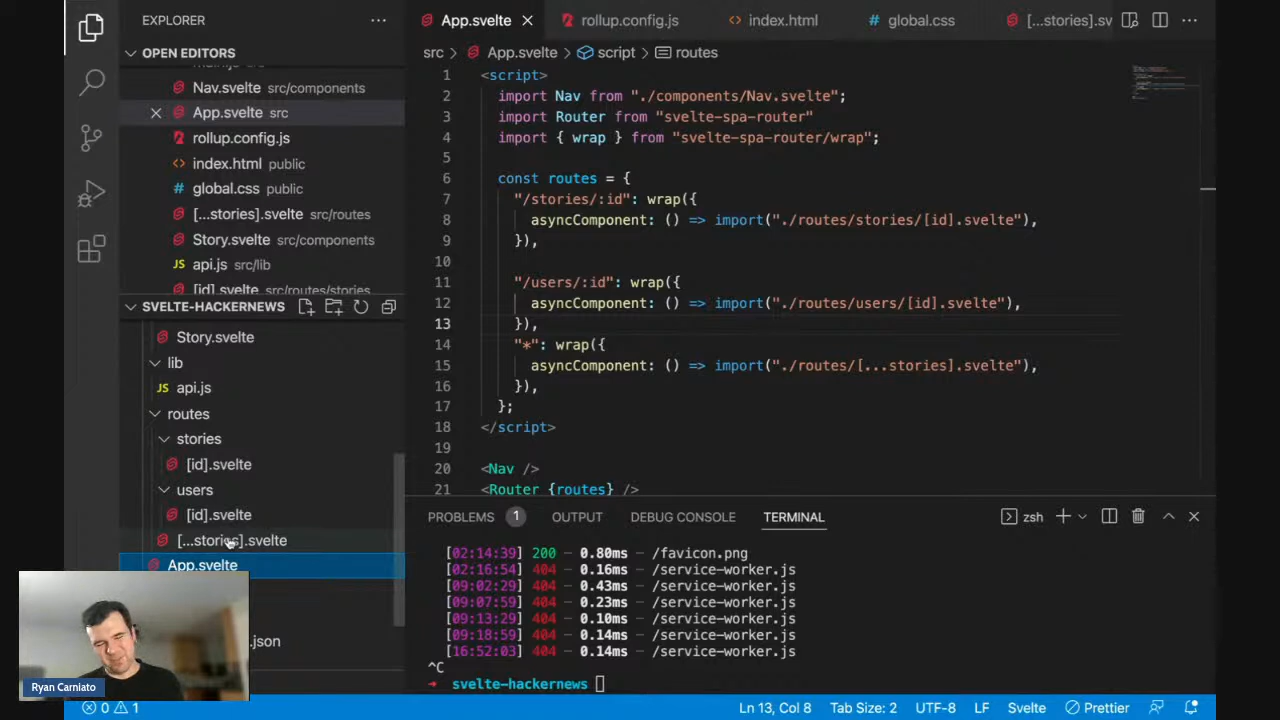 EXPLORER
OPEN EDITORS
Nav.svelte src/components
App.svelte src
rollup.config.js
index.html public
global.css public
[...stories].svelte src/routes
Story.svelte src/components
api.js src/lib
[id].svelte src/routes/stories
SVELTE-HACKERNEWS
Story.svelte
lib
api.js
routes
stories
[id].svelte
users
[id].svelte
[...stories].svelte
App.svelte
.json
Ryan Carniato
App.svelte rollup.config.js index.html global.css [...stories].sv
src App.svelte script routes
1 <script>
2 import Nav from "./components/Nav.svelte";
3 import Router from "svelte-spa-router"
4 import { wrap } from "svelte-spa-router/wrap";
5
6 const routes = {
7 "/stories/:id": wrap({
8 asyncComponent: () => import("./routes/stories/[id].svelte"),
9 }),
10
11 "/users/:id": wrap({
12 asyncComponent: () => import("./routes/users/[id].svelte"),
13 }),
14 "*": wrap({
15 asyncComponent: () => import("./routes/[...stories].svelte"),
16 }),
17 };
18 </script>
19
20 <Nav />
21 <Router {routes} />
PROBLEMS 1 OUTPUT DEBUG CONSOLE TERMINAL zsh
[02:14:39] 200 — 0.80ms — /favicon.png
[02:16:54] 404 — 0.16ms — /service-worker.js
[09:02:29] 404 — 0.43ms — /service-worker.js
[09:07:59] 404 — 0.23ms — /service-worker.js
[09:13:29] 404 — 0.10ms — /service-worker.js
[09:18:59] 404 — 0.14ms — /service-worker.js
[16:52:03] 404 — 0.14ms — /service-worker.js
^C
→ svelte-hackernews
0 1 Ln 13, Col 8 Tab Size: 2 UTF-8 LF Svelte Prettier